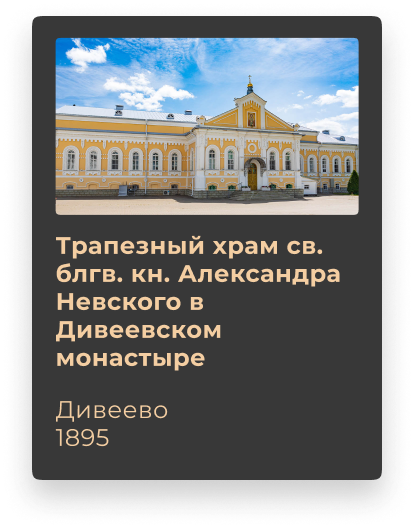 Трапезный храм св.
блгв. кн. Александра
Невского в
Дивеевском
монастыре
Дивеево
1895